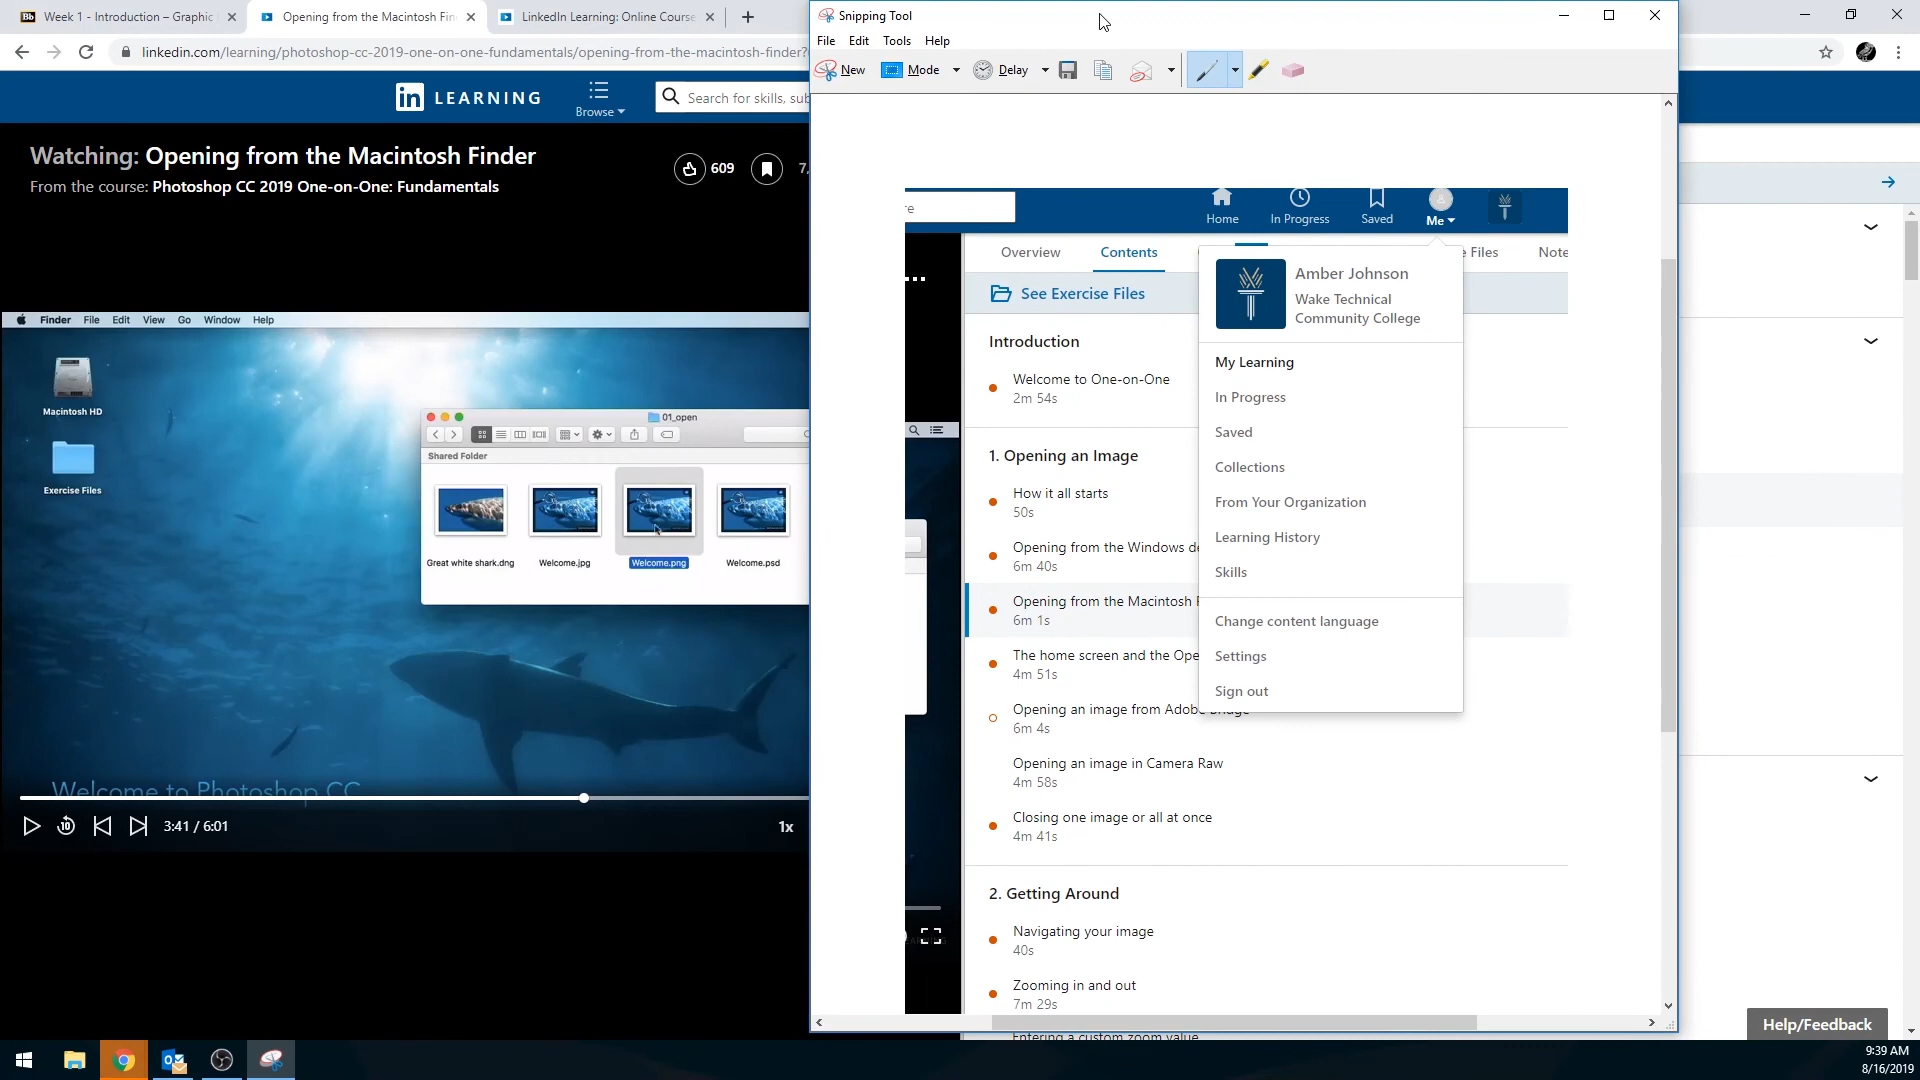 Week 1 - Introduction – Graphic
Opening from the Macintosh Fin
LinkedIn Learning: Online Course
linkedin.com/learning/photoshop-cc-2019-one-on-one-fundamentals/opening-from-the-macintosh-finder?
in LEARNING
Browse
Search for skills, sub
Watching: Opening from the Macintosh Finder
From the course: Photoshop CC 2019 One-on-One: Fundamentals
609
7,
Finder File Edit View Go Window Help
Macintosh HD
Exercise Files
01_open
Shared Folder
Great white shark.dng
Welcome.jpg
Welcome.png
Welcome.psd
Welcome to Photoshop CC
10
3:41 / 6:01
1x
Snipping Tool
File Edit Tools Help
New Mode Delay
re
Home
In Progress
Saved
Me
Overview
Contents
e Files
Note
See Exercise Files
Introduction
Welcome to One-on-One
2m 54s
1. Opening an Image
How it all starts
50s
Opening from the Windows de
6m 40s
Opening from the Macintosh F
6m 1s
The home screen and the Ope
4m 51s
Opening an image from Adobe Bridge
6m 4s
Opening an image in Camera Raw
4m 58s
Closing one image or all at once
4m 41s
2. Getting Around
Navigating your image
40s
Zooming in and out
7m 29s
Entering a custom zoom value
Amber Johnson
Wake Technical
Community College
My Learning
In Progress
Saved
Collections
From Your Organization
Learning History
Skills
Change content language
Settings
Sign out
Help/Feedback
9:39 AM
8/16/2019